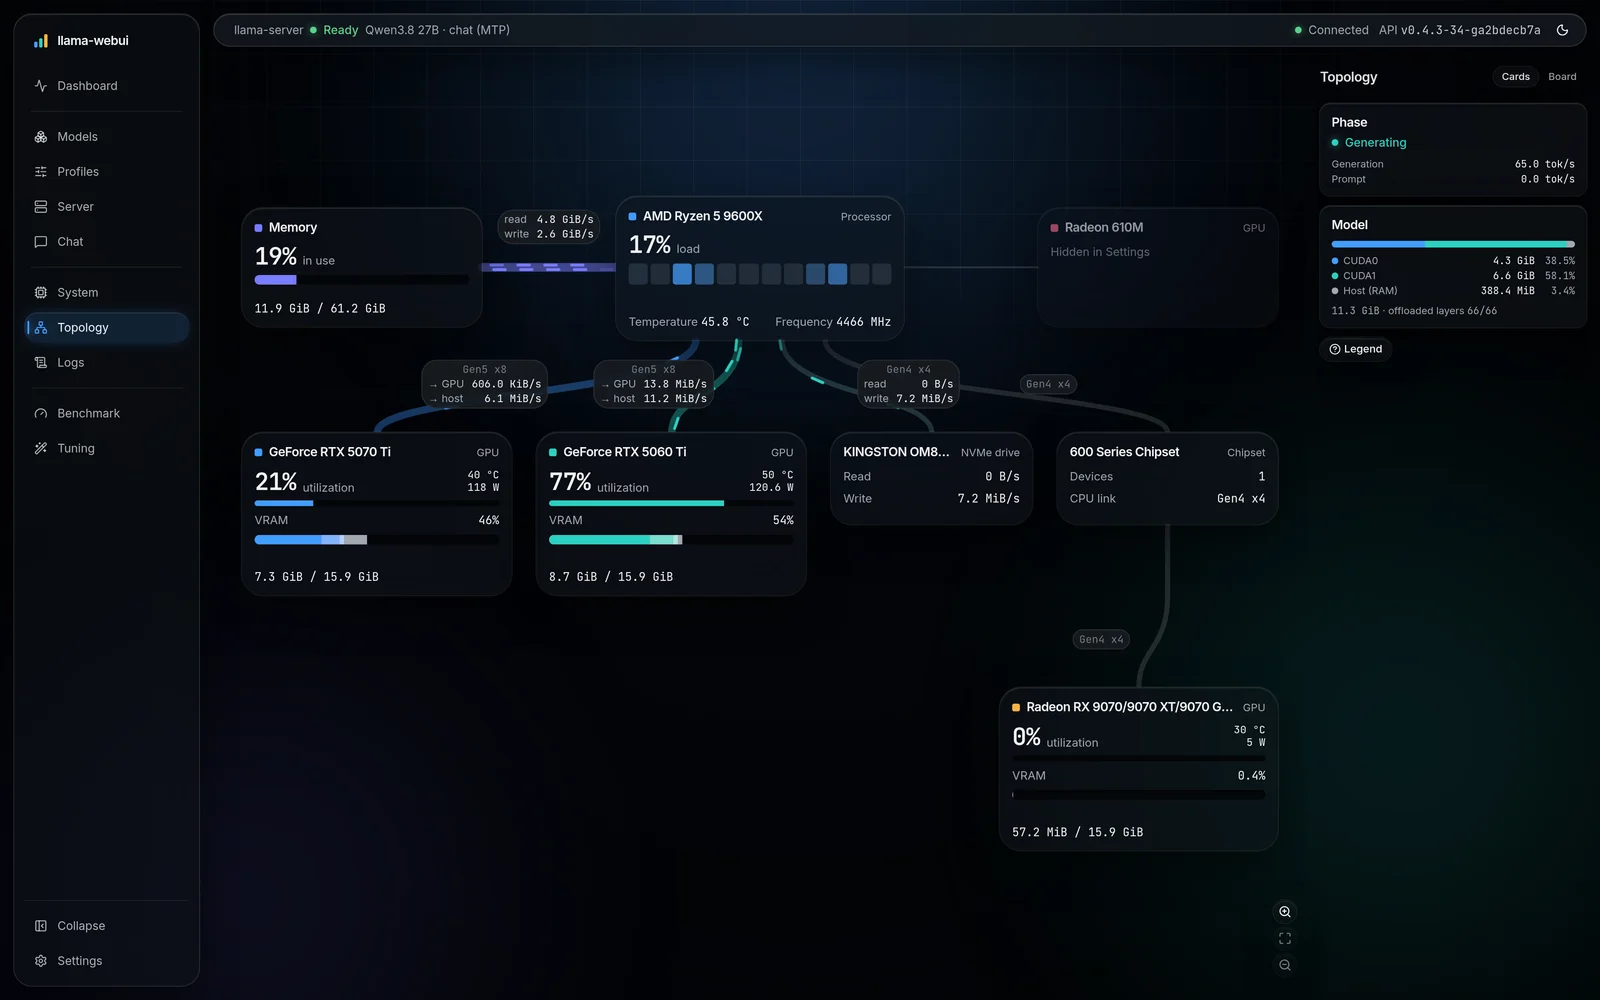 llama-webui
Dashboard
Models
Profiles
Server
Chat
System
Topology
Logs
Benchmark
Tuning
Collapse
Settings
llama-server Ready Qwen3.8 27B · chat (MTP)
Connected API v0.4.3-34-ga2bdecb7a
Memory
19% in use
11.9 GiB / 61.2 GiB
read 4.8 GiB/s
write 2.6 GiB/s
AMD Ryzen 5 9600X Processor
17% load
Temperature 45.8 °C Frequency 4466 MHz
Radeon 610M GPU
Hidden in Settings
Gen5 x8
→ GPU 606.0 KiB/s
→ host 6.1 MiB/s
Gen5 x8
→ GPU 13.8 MiB/s
→ host 11.2 MiB/s
Gen4 x4
read 0 B/s
write 7.2 MiB/s
Gen4 x4
GeForce RTX 5070 Ti GPU
21% utilization
40 °C
118 W
VRAM 46%
7.3 GiB / 15.9 GiB
GeForce RTX 5060 Ti GPU
77% utilization
50 °C
120.6 W
VRAM 54%
8.7 GiB / 15.9 GiB
KINGSTON OM8... NVMe drive
Read 0 B/s
Write 7.2 MiB/s
600 Series Chipset Chipset
Devices 1
CPU link Gen4 x4
Gen4 x4
Radeon RX 9070/9070 XT/9070 G... GPU
0% utilization
30 °C
5 W
VRAM 0.4%
57.2 MiB / 15.9 GiB
Topology Cards Board
Phase
Generating
Generation 65.0 tok/s
Prompt 0.0 tok/s
Model
CUDA0 4.3 GiB 38.5%
CUDA1 6.6 GiB 58.1%
Host (RAM) 388.4 MiB 3.4%
11.3 GiB · offloaded layers 66/66
Legend